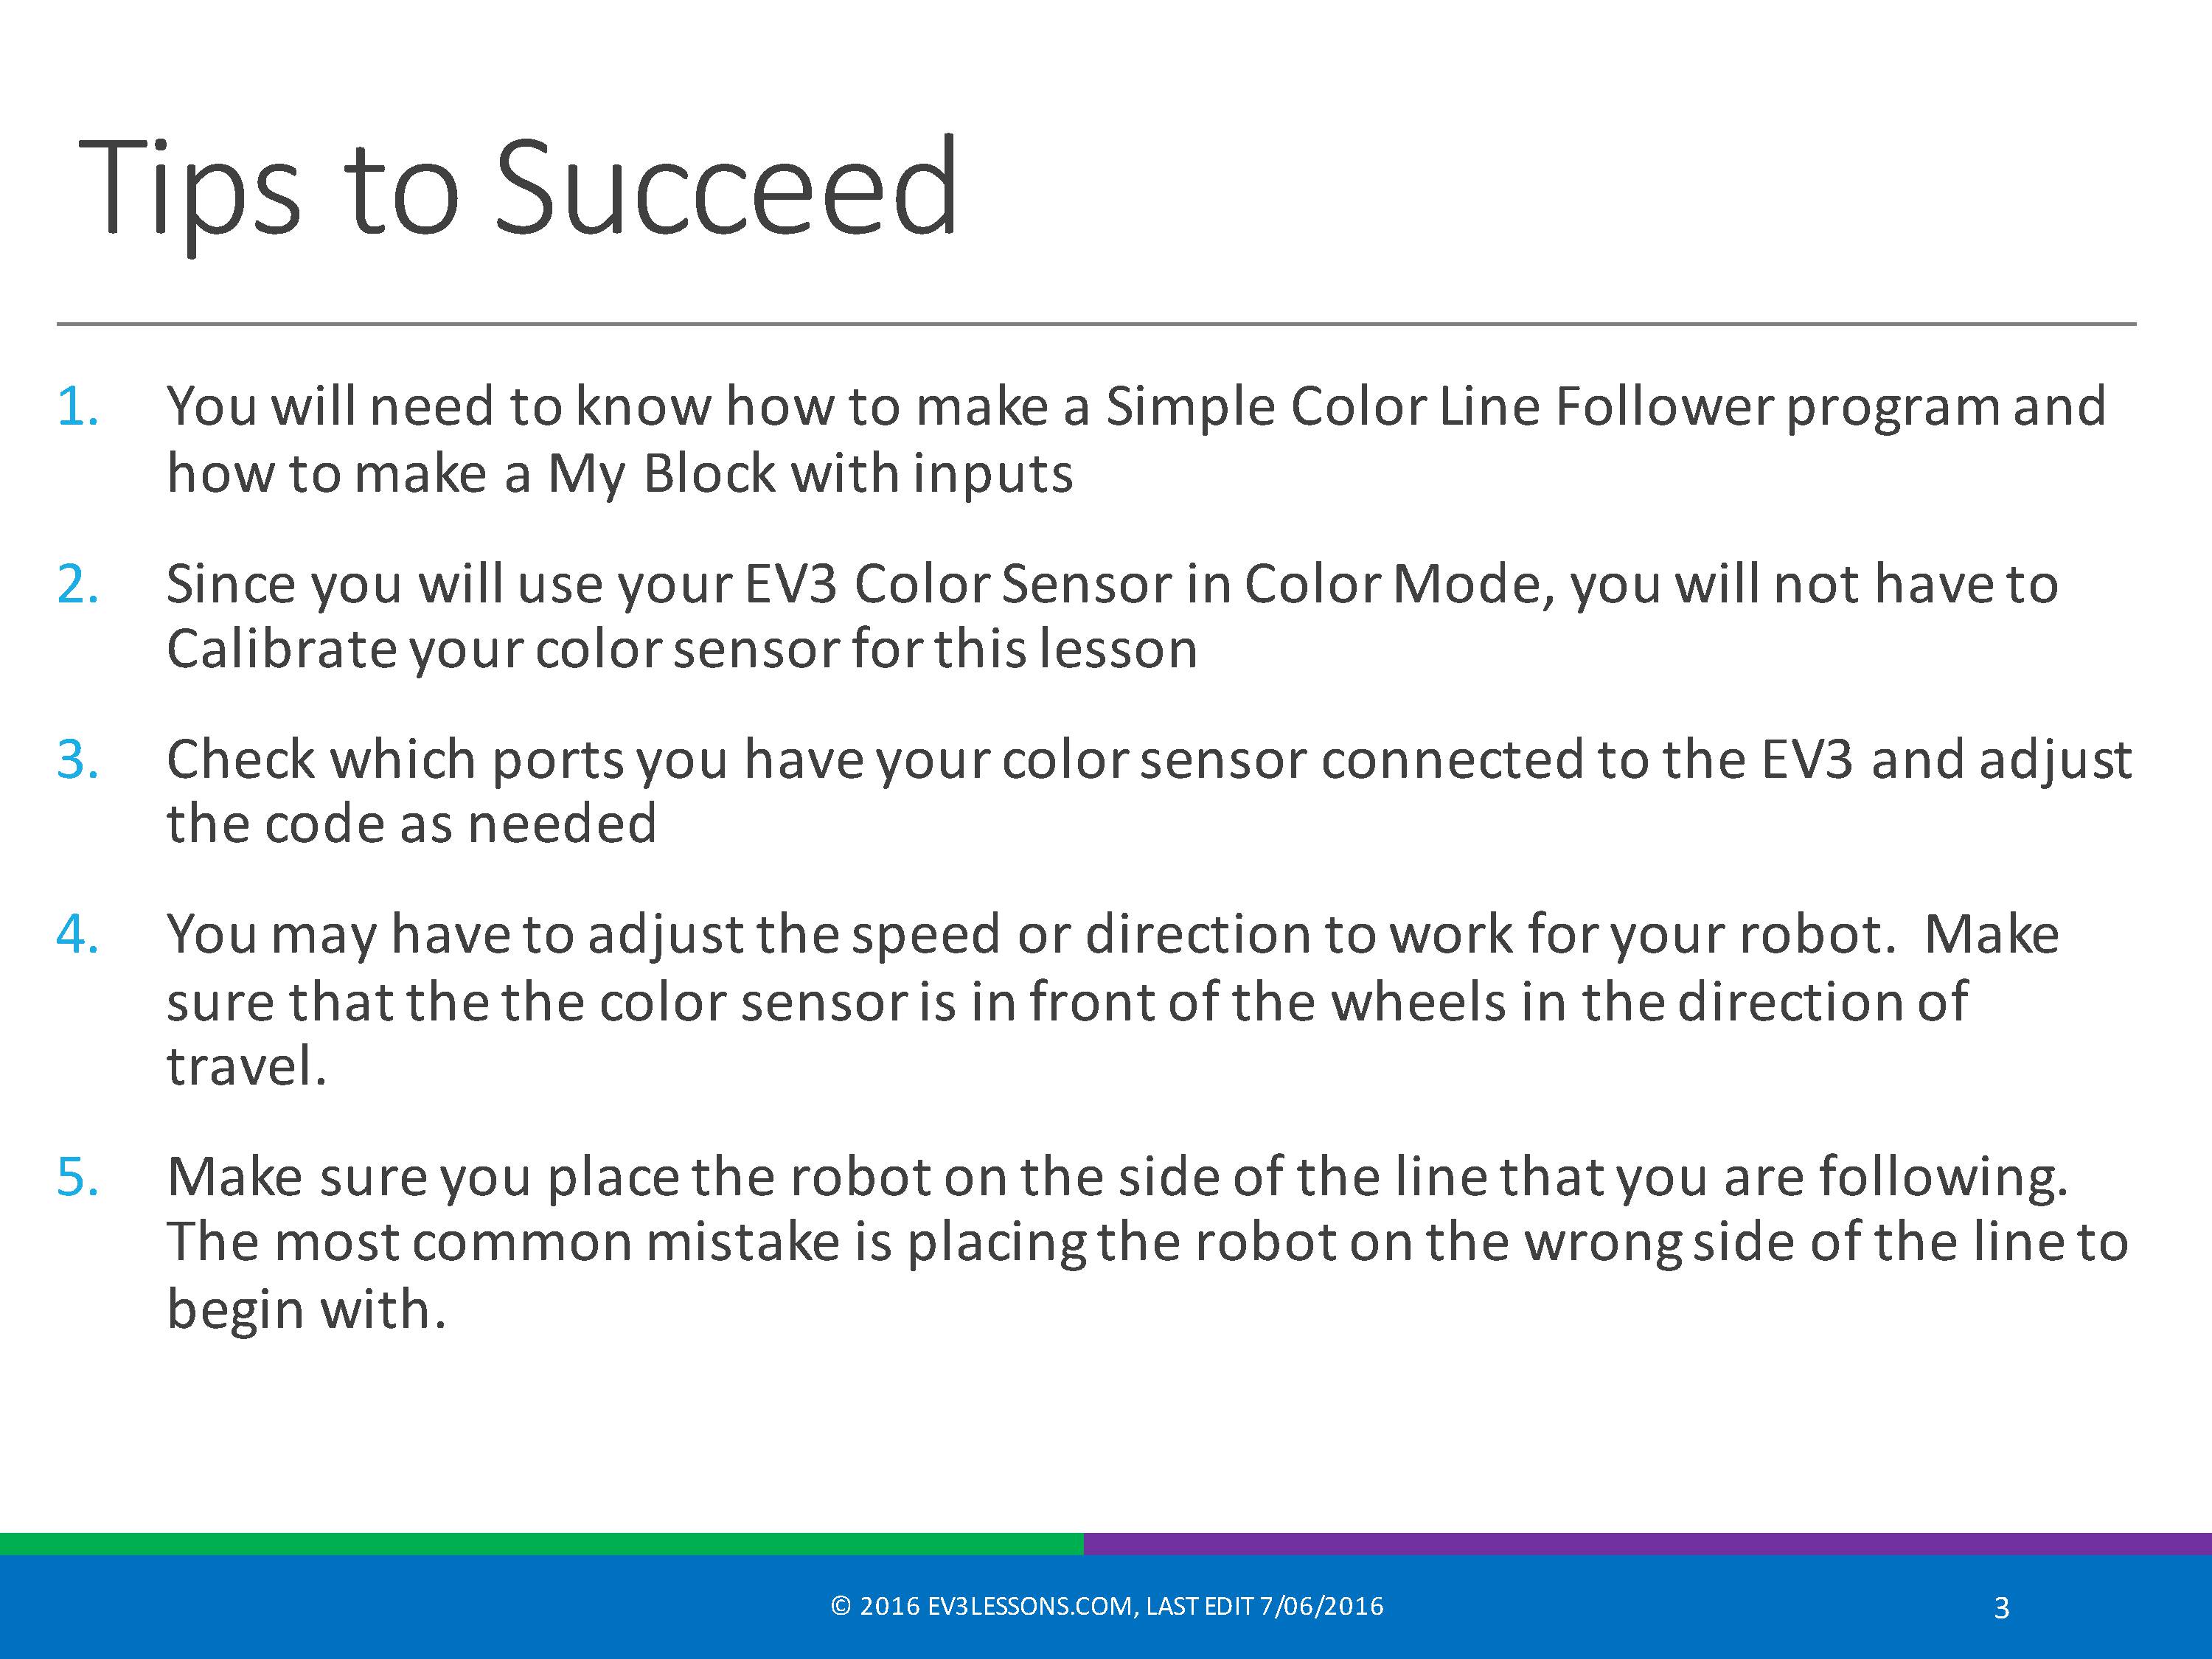 Tips to Succeed
1. You will need to know how to make a Simple Color Line Follower program and
how to make a My Block with inputs
2. Since you will use your EV3 Color Sensor in Color Mode, you will not have to
Calibrate your color sensor for this lesson
3. Check which ports you have your color sensor connected to the EV3 and adjust
the code as needed
4. You may have to adjust the speed or direction to work for your robot. Make
sure that the the color sensor is in front of the wheels in the direction of
travel.
5. Make sure you place the robot on the side of the line that you are following.
The most common mistake is placing the robot on the wrong side of the line to
begin with.
© 2016 EV3LESSONS.COM, LAST EDIT 7/06/2016
3